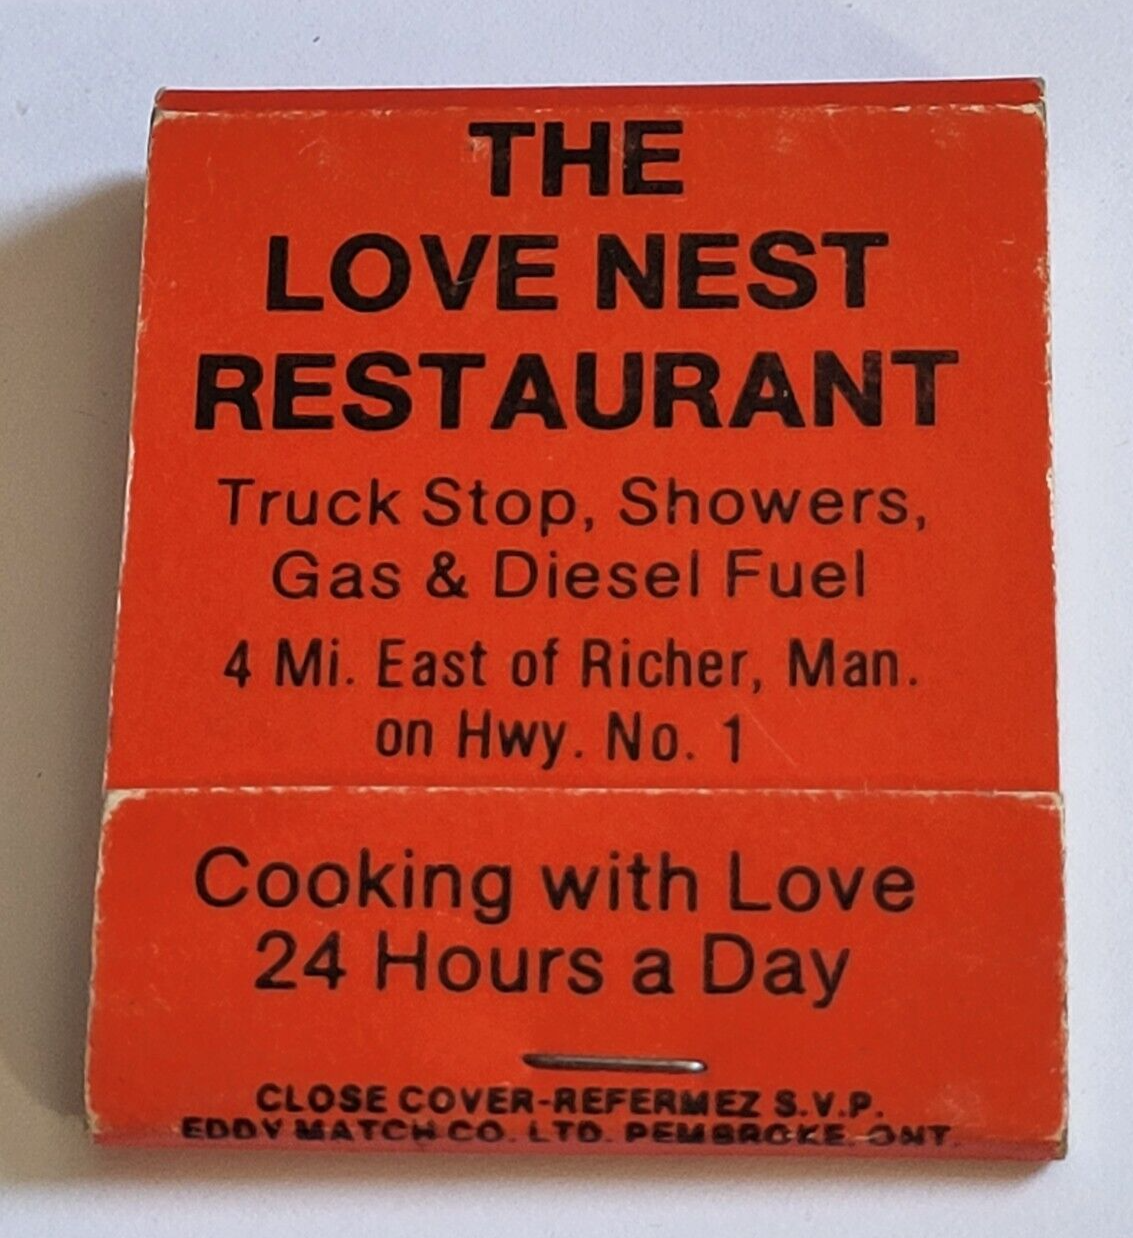 THE
LOVE NEST
RESTAURANT
Truck Stop, Showers,
Gas & Diesel Fuel
4 Mi. East of Richer, Man.
on Hwy. No. 1
Cooking with Love
24 Hours a Day
CLOSE COVER-REFERMEZ S.V.P.
EDDY MATCH CO. LTD. PEMBROKE, ONT.